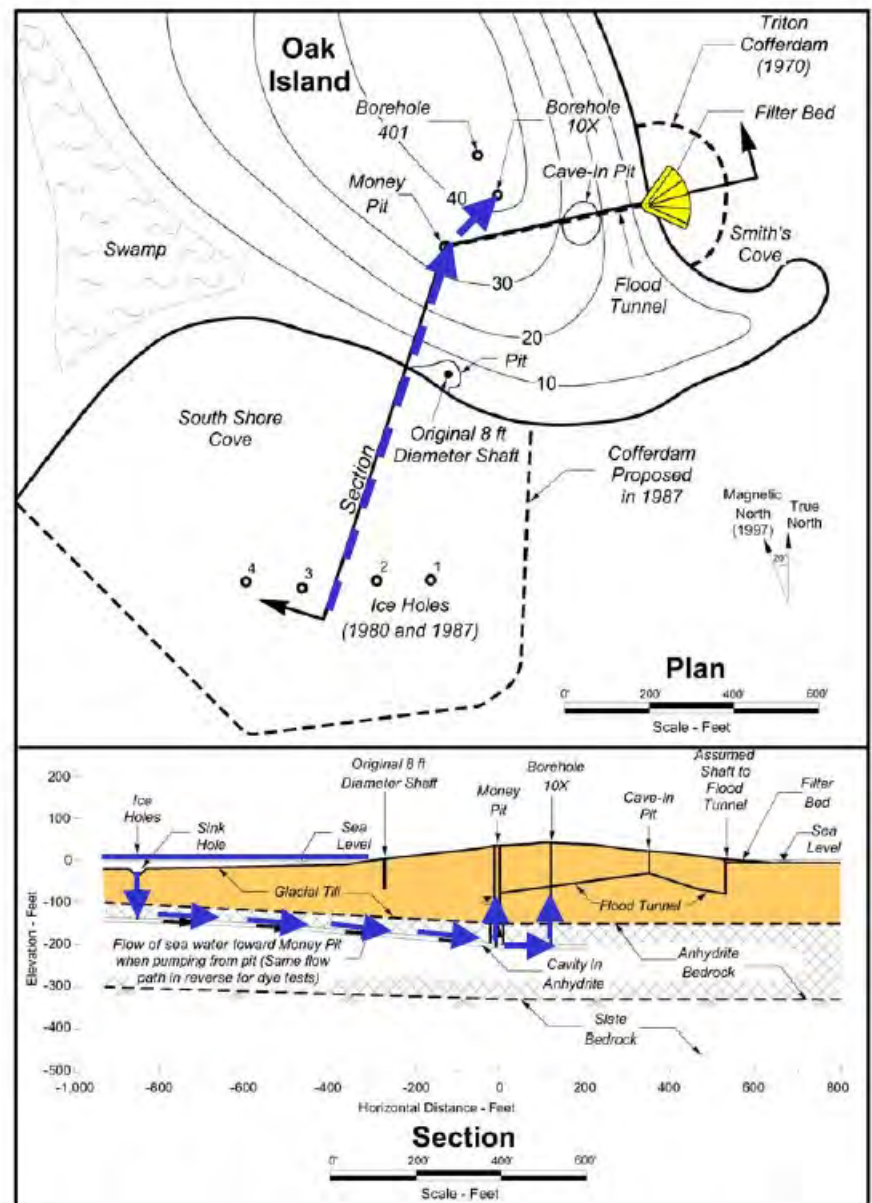 Oak
Island
Triton
Cofferdam
(1970)
Filter Bed
Borehole
401
Borehole
10X
Cave-In Pit
Money
Pit
40
Swamp
Smith's
Cove
30
Flood
Tunnel
20
Pit
10
South Shore
Cove
Original 8 ft
Diameter Shaft
Section
Cofferdam
Proposed
in 1987
Magnetic
North
(1997)
True
North
20°
4
3
2
1
Ice Holes
(1980 and 1987)
Plan
0'
200'
400'
600'
Scale - Feet
200
100
0
-100
-200
-300
-400
-500
Elevation - Feet
Ice
Holes
Sink
Hole
Sea
Level
Original 8 ft
Diameter Shaft
Money
Pit
Borehole
10X
Cave-In
Pit
Assumed
Shaft to
Flood
Tunnel
Filter
Bed
Sea
Level
Glacial Till
Flood Tunnel
Flow of sea water toward Money Pit
when pumping from pit (Same flow
path in reverse for dye tests)
Cavity in
Anhydrite
Anhydrite
Bedrock
Slate
Bedrock
-1,000
-800
-600
-400
-200
0
200
400
600
800
Horizontal Distance - Feet
Section
0'
200'
400'
600'
Scale - Feet